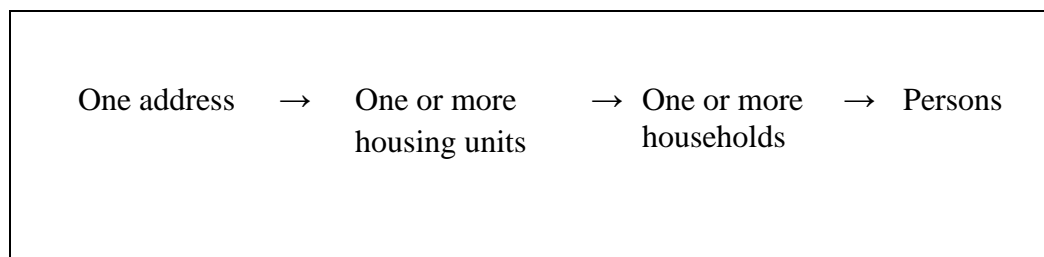 One address → One or more → One or more → Persons
housing units households